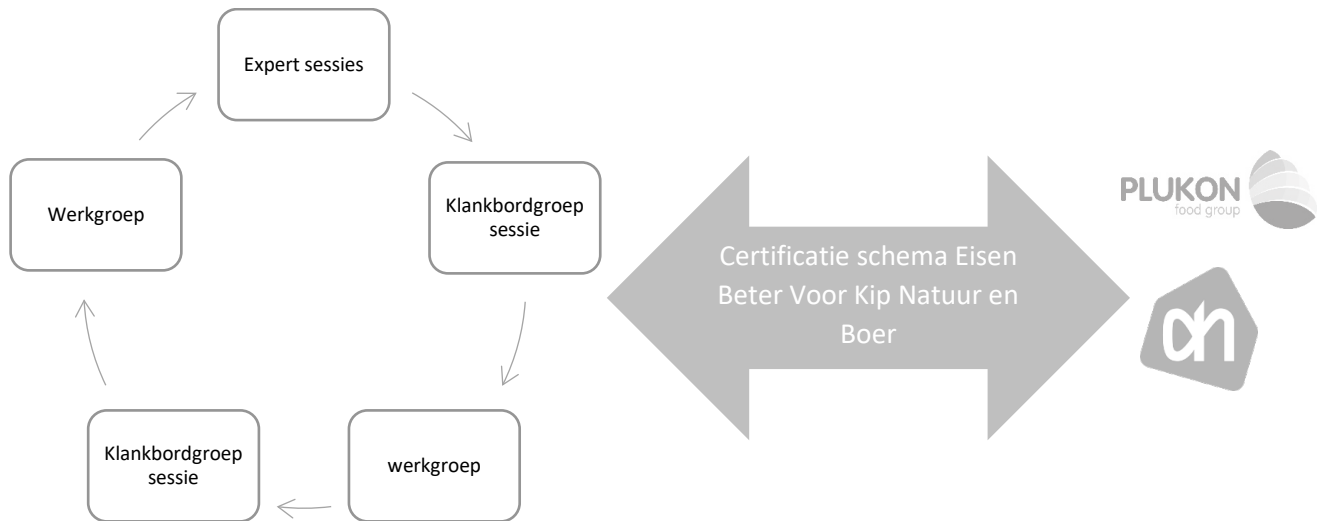 Expert sessies
Werkgroep
Klankbordgroep
sessie
Klankbordgroep
sessie
werkgroep
Certificatie schema Eisen
Beter Voor Kip Natuur en
Boer
PLUKON
food group
ah